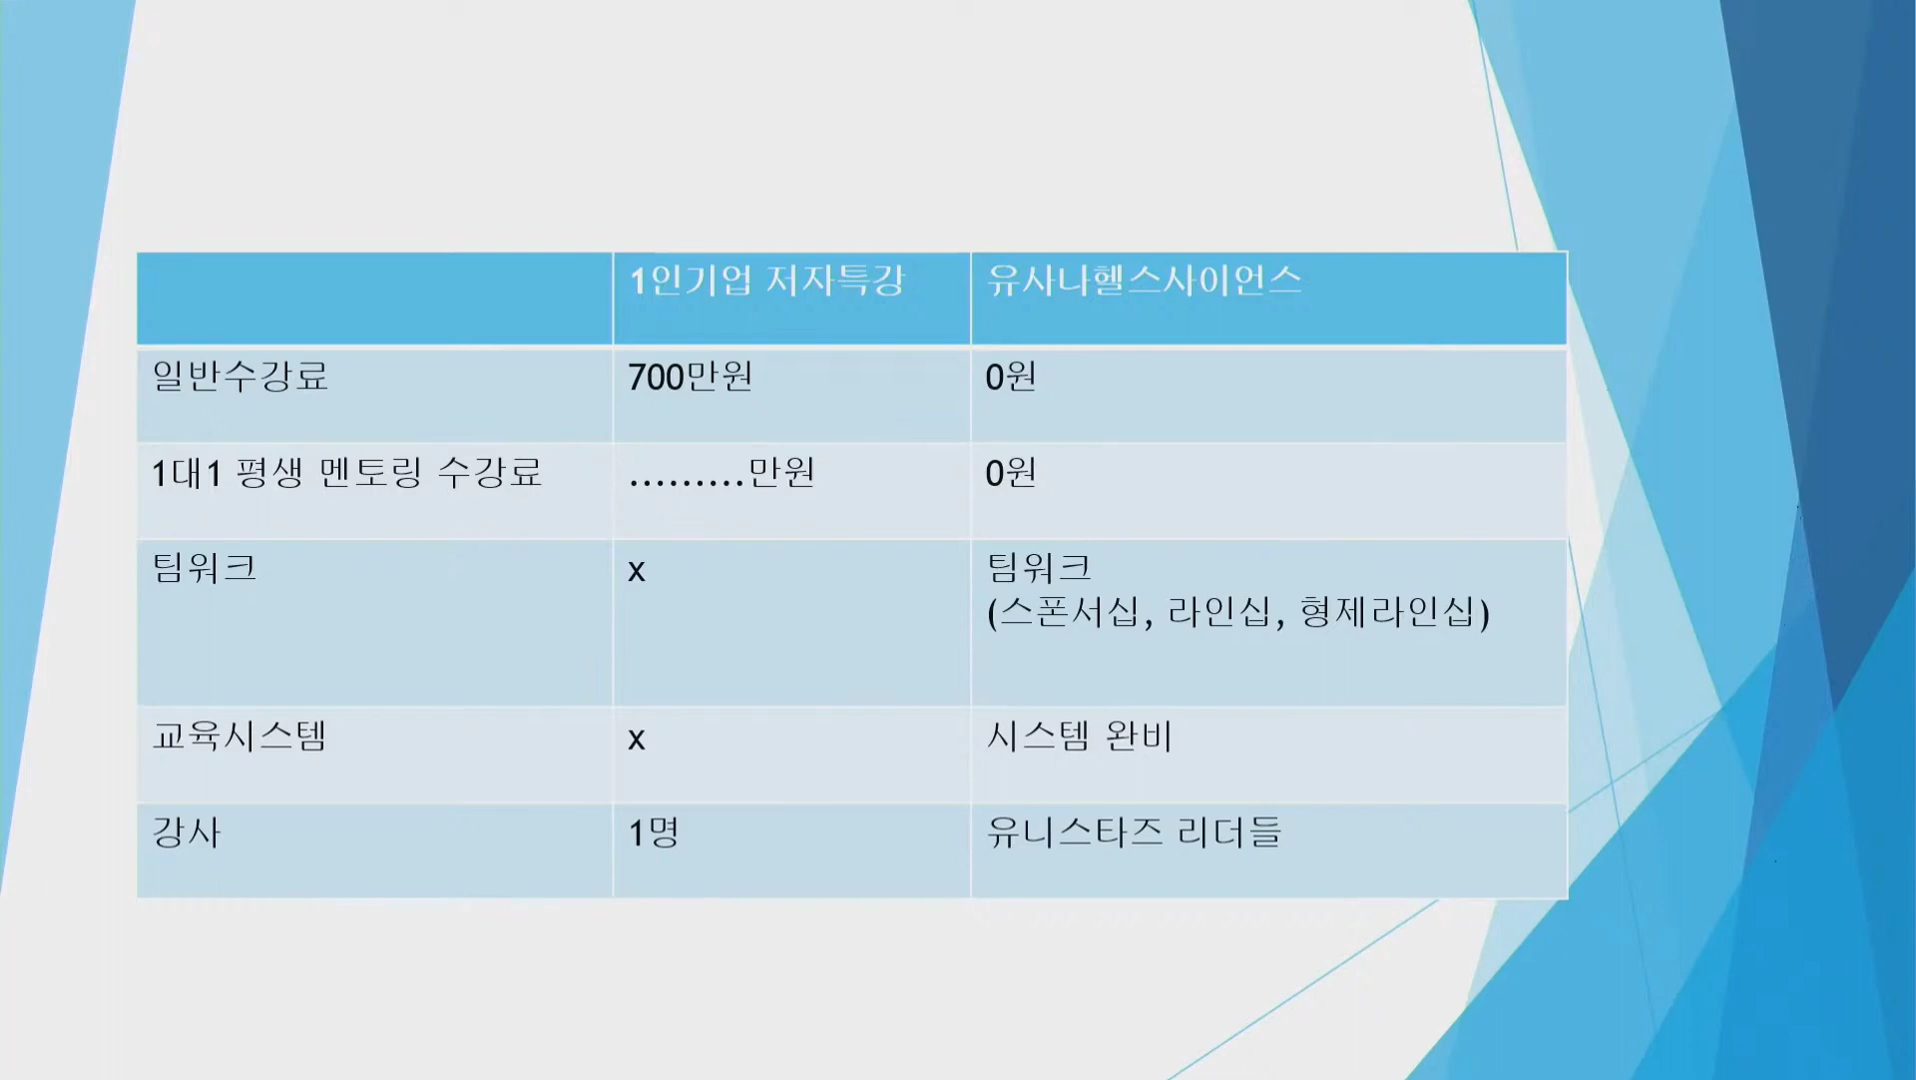 1인기업 저자특강 유사나헬스사이언스
일반수강료 700만원 0원
1대1 평생 멘토링 수강료 .........만원 0원
팀워크 x 팀워크
(스폰서십, 라인십, 형제라인십)
교육시스템 x 시스템 완비
강사 1명 유니스타즈 리더들